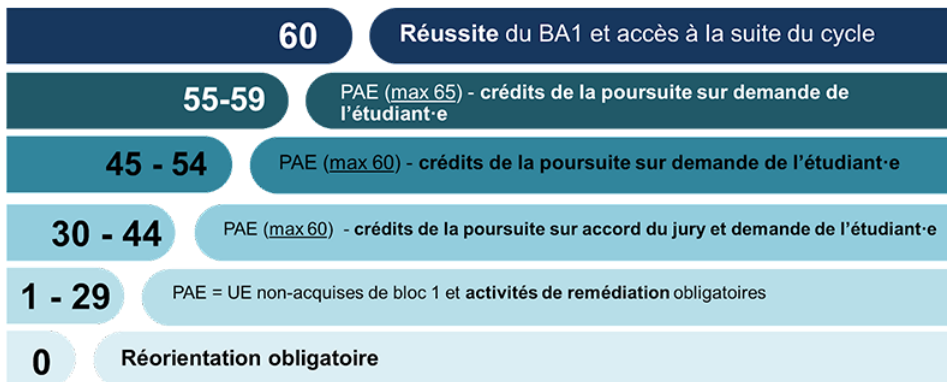 60
Réussite du BA1 et accès à la suite du cycle
55-59
PAE (max 65) - crédits de la poursuite sur demande de
l'étudiant·e
45 - 54
PAE (max 60) - crédits de la poursuite sur demande de l'étudiant·e
30 - 44
PAE (max 60) - crédits de la poursuite sur accord du jury et demande de l'étudiant·e
1 - 29
PAE = UE non-acquises de bloc 1 et activités de remédiation obligatoires
0
Réorientation obligatoire